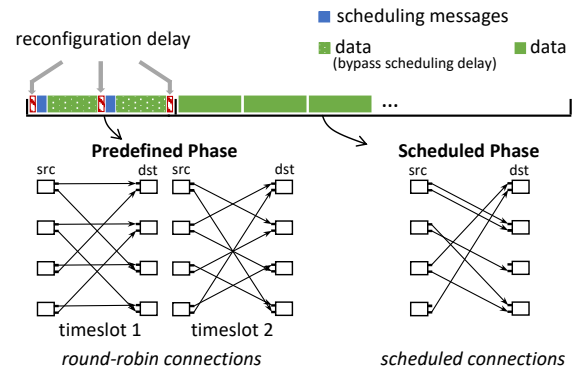 scheduling messages
reconfiguration delay
data
(bypass scheduling delay)
data
...
Predefined Phase
Scheduled Phase
src dst src dst
src dst
timeslot 1 timeslot 2
round-robin connections
scheduled connections